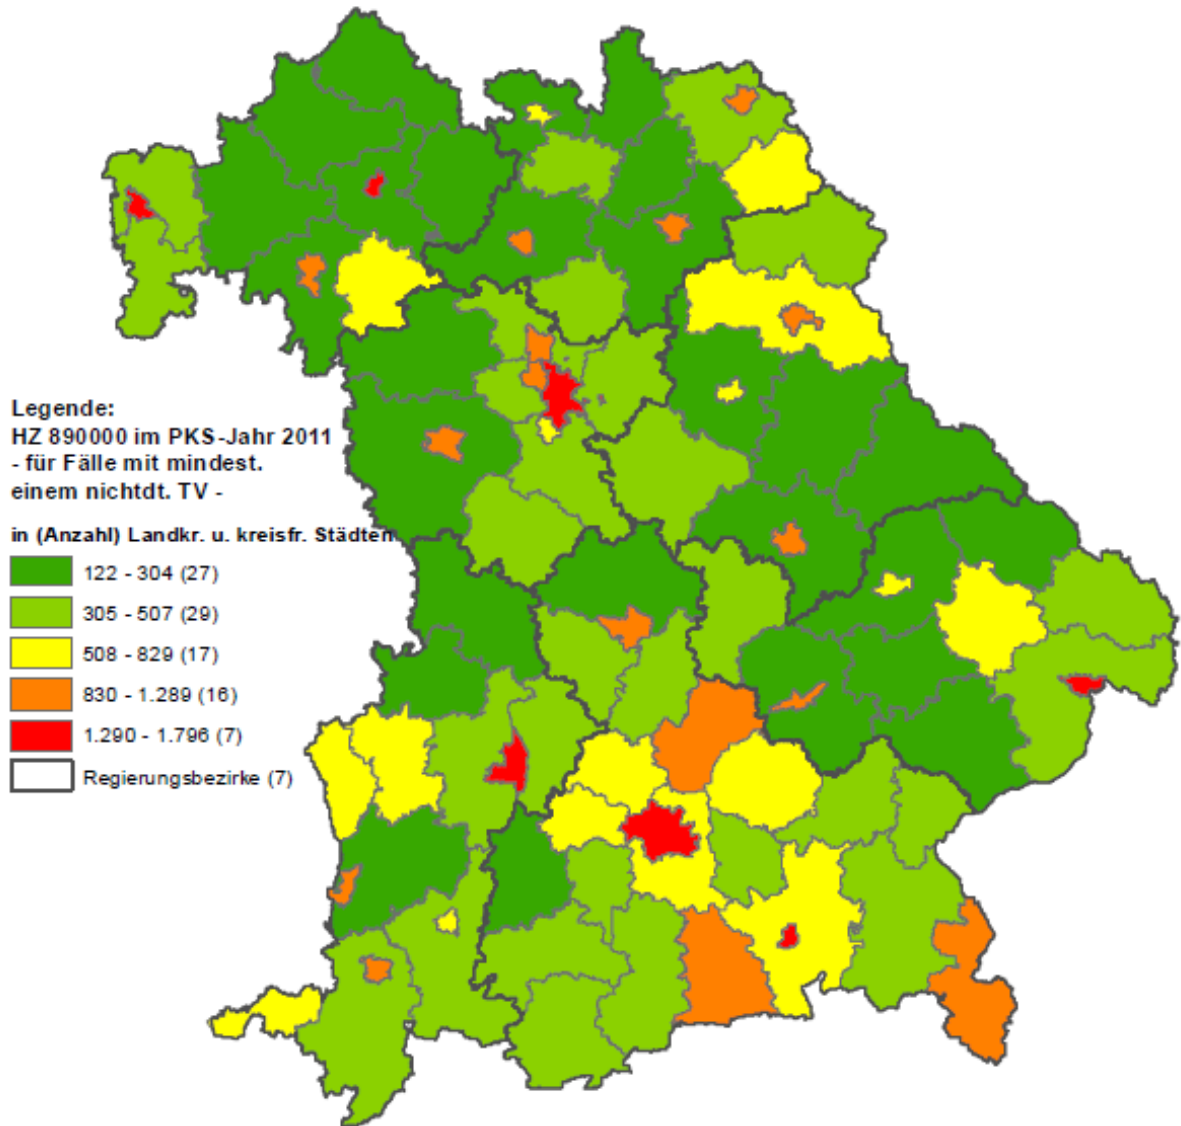 Legende:
HZ 890000 im PKS-Jahr 2011
- für Fälle mit mindest.
einem nichtdt. TV -
in (Anzahl) Landkr. u. kreisfr. Städten
122 - 304 (27)
305 - 507 (29)
508 - 829 (17)
830 - 1.289 (16)
1.290 - 1.796 (7)
Regierungsbezirke (7)